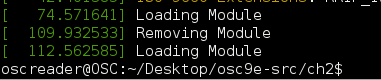 [   74.571641] Loading Module
[  109.932533] Removing Module
[  112.562585] Loading Module
oscreader@OSC:~/Desktop/osc9e-src/ch2$